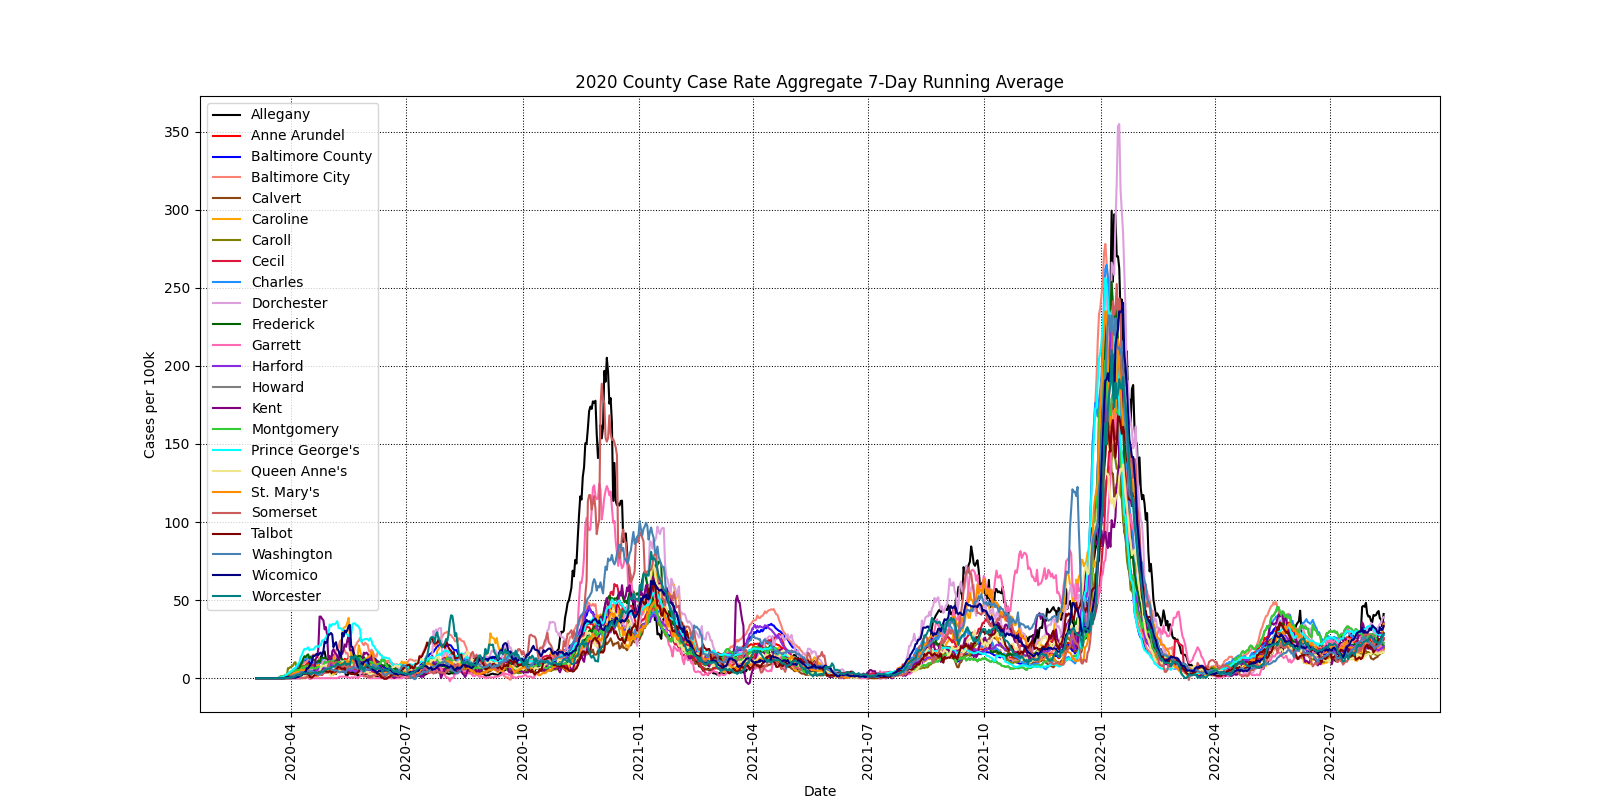 2020 County Case Rate Aggregate 7-Day Running Average
Allegany
Anne Arundel
Baltimore County
Baltimore City
Calvert
Caroline
Caroll
Cecil
Charles
Dorchester
Frederick
Garrett
Harford
Howard
Kent
Montgomery
Prince George's
Queen Anne's
St. Mary's
Somerset
Talbot
Washington
Wicomico
Worcester
Cases per 100k
350
300
250
200
150
100
50
0
2020-04
2020-07
2020-10
2021-01
2021-04
2021-07
2021-10
2022-01
2022-04
2022-07
Date